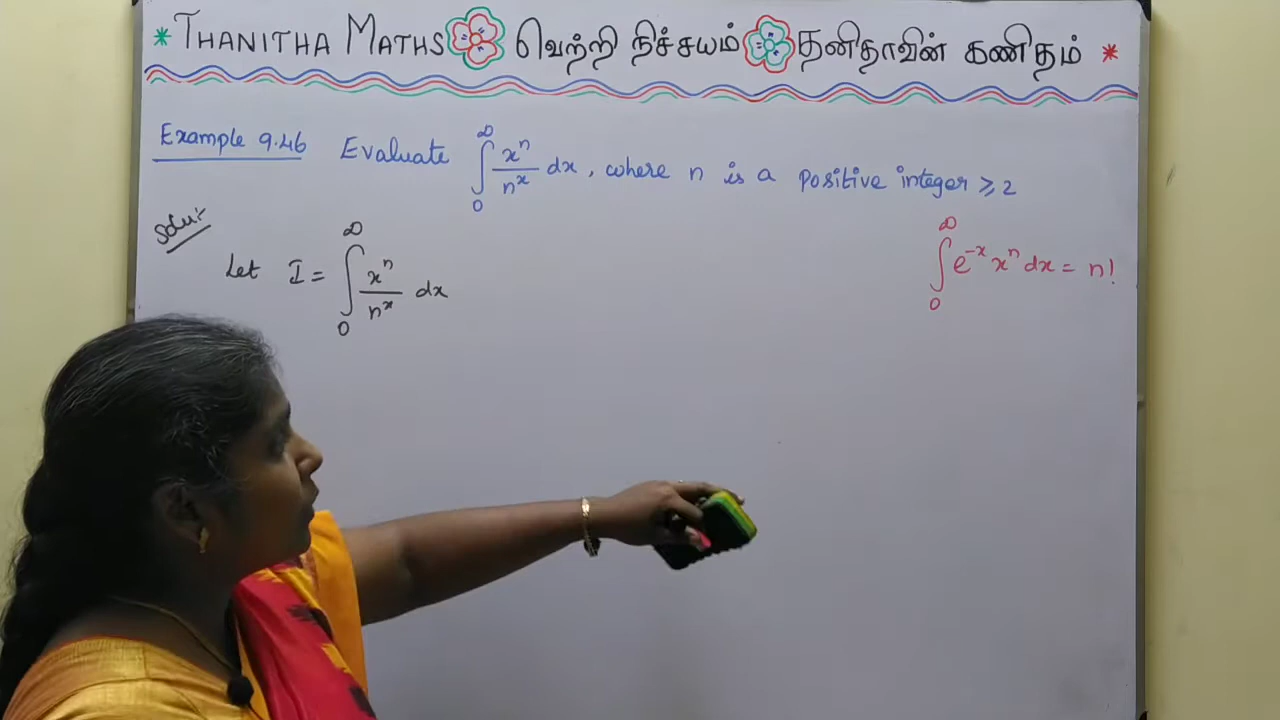 * THANITHA MATHS வெற்றி நிச்சயம் தனிதாவின் கணிதம் *
Example 9.46 Evaluate ∫₀^∞ xⁿ/nˣ dx, where n is a positive integer ≥ 2
Solu:-
Let I = ∫₀^∞ xⁿ/nˣ dx
∫₀^∞ e⁻ˣ xⁿ dx = n!